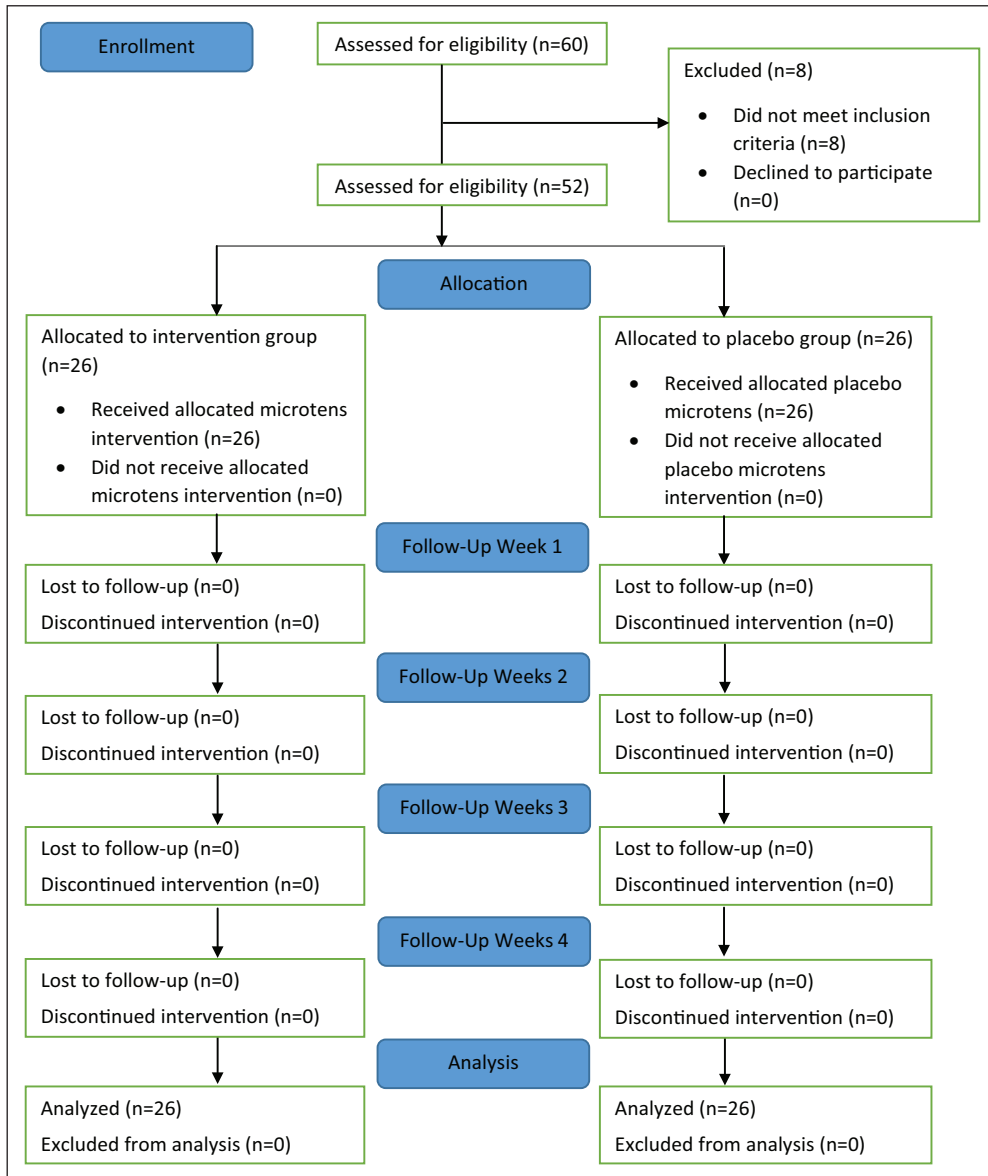 Enrollment
Assessed for eligibility (n=60)
Excluded (n=8)
• Did not meet inclusion
criteria (n=8)
• Declined to participate
(n=0)
Assessed for eligibility (n=52)
Allocation
Allocated to intervention group
(n=26)
• Received allocated microtens
intervention (n=26)
• Did not receive allocated
microtens intervention (n=0)
Allocated to placebo group (n=26)
• Received allocated placebo
microtens (n=26)
• Did not receive allocated
placebo microtens
intervention (n=0)
Follow-Up Week 1
Lost to follow-up (n=0)
Discontinued intervention (n=0)
Lost to follow-up (n=0)
Discontinued intervention (n=0)
Follow-Up Weeks 2
Lost to follow-up (n=0)
Discontinued intervention (n=0)
Lost to follow-up (n=0)
Discontinued intervention (n=0)
Follow-Up Weeks 3
Lost to follow-up (n=0)
Discontinued intervention (n=0)
Lost to follow-up (n=0)
Discontinued intervention (n=0)
Follow-Up Weeks 4
Lost to follow-up (n=0)
Discontinued intervention (n=0)
Lost to follow-up (n=0)
Discontinued intervention (n=0)
Analysis
Analyzed (n=26)
Excluded from analysis (n=0)
Analyzed (n=26)
Excluded from analysis (n=0)